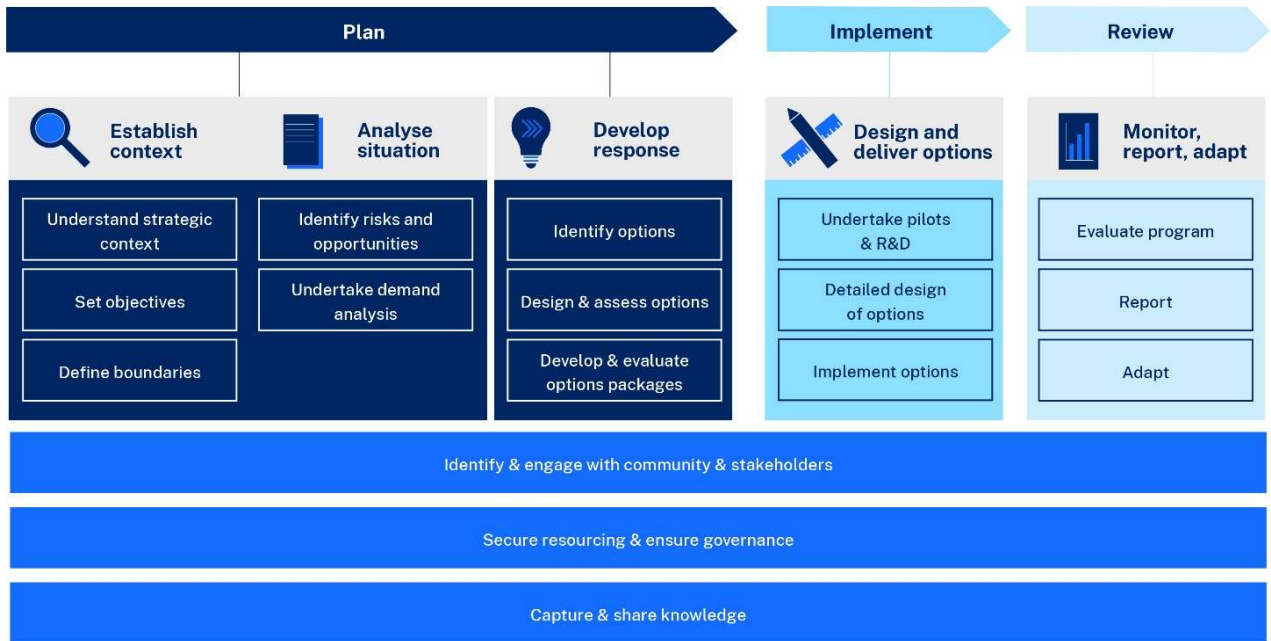 Plan
Implement
Review
Establish
context
Analyse
situation
Develop
response
Design and
deliver options
Monitor,
report, adapt
Understand strategic
context
Set objectives
Define boundaries
Identify risks and
opportunities
Undertake demand
analysis
Identify options
Design & assess options
Develop & evaluate
options packages
Undertake pilots
& R&D
Detailed design
of options
Implement options
Evaluate program
Report
Adapt
Identify & engage with community & stakeholders
Secure resourcing & ensure governance
Capture & share knowledge